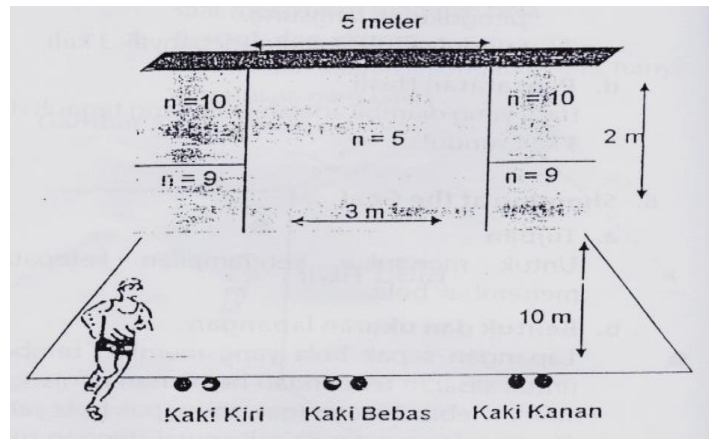 5 meter
n = 10
n = 10
n = 5
2 m
n = 9
n = 9
3 m
10 m
Kaki Kiri
Kaki Bebas
Kaki Kanan